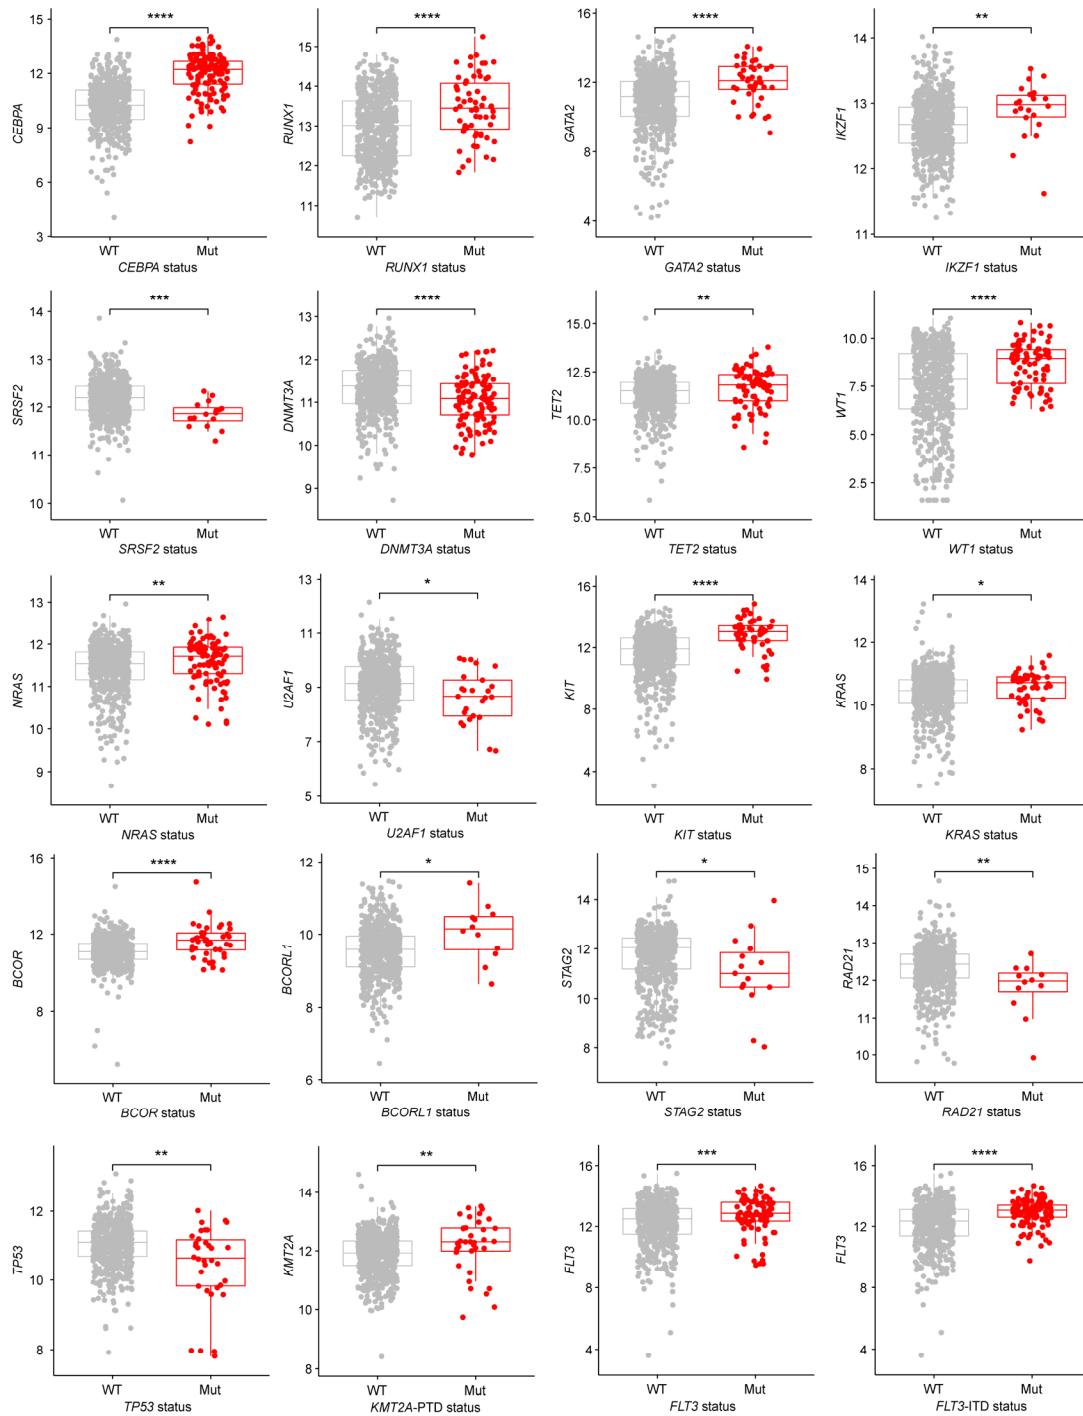 ****
CEBPA
15
12
9
6
3
WT Mut
CEBPA status
****
RUNX1
15
14
13
12
11
WT Mut
RUNX1 status
****
GATA2
16
12
8
4
WT Mut
GATA2 status
**
IKZF1
14
13
12
11
WT Mut
IKZF1 status
***
SRSF2
14
13
12
11
10
WT Mut
SRSF2 status
****
DNMT3A
13
12
11
10
9
WT Mut
DNMT3A status
**
TET2
15.0
12.5
10.0
7.5
5.0
WT Mut
TET2 status
****
WT1
10.0
7.5
5.0
2.5
WT Mut
WT1 status
**
NRAS
13
12
11
10
9
WT Mut
NRAS status
*
U2AF1
13
11
9
7
5
WT Mut
U2AF1 status
****
KIT
16
12
8
4
WT Mut
KIT status
*
KRAS
14
12
10
8
WT Mut
KRAS status
****
BCOR
16
12
8
WT Mut
BCOR status
*
BCORL1
12
10
8
6
WT Mut
BCORL1 status
*
STAG2
14
12
10
8
WT Mut
STAG2 status
**
RAD21
14
13
12
11
10
WT Mut
RAD21 status
**
TP53
12
10
8
WT Mut
TP53 status
**
KMT2A
14
12
10
8
WT Mut
KMT2A-PTD status
***
FLT3
16
12
8
4
WT Mut
FLT3 status
****
FLT3
16
12
8
4
WT Mut
FLT3-ITD status